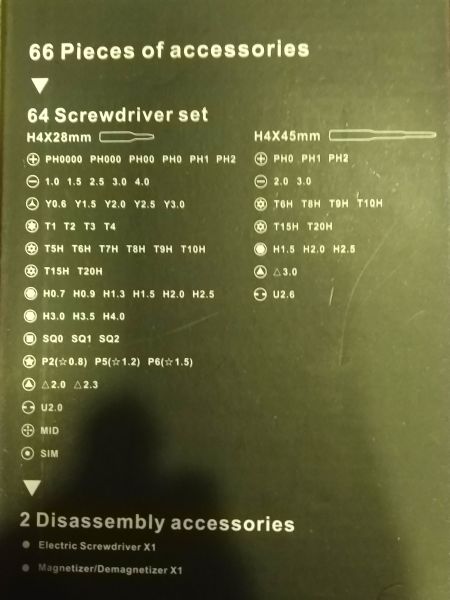 66 Pieces of accessories
64 Screwdriver set
H4X28mm
PH0000 PH000 PH00 PH0 PH1 PH2
1.0 1.5 2.5 3.0 4.0
Y0.6 Y1.5 Y2.0 Y2.5 Y3.0
T1 T2 T3 T4
T5H T6H T7H T8H T9H T10H
T15H T20H
H0.7 H0.9 H1.3 H1.5 H2.0 H2.5
H3.0 H3.5 H4.0
SQ0 SQ1 SQ2
P2(☆0.8) P5(☆1.2) P6(☆1.5)
△2.0 △2.3
U2.0
MID
SIM
H4X45mm
PH0 PH1 PH2
2.0 3.0
T6H T8H T9H T10H
T15H T20H
H1.5 H2.0 H2.5
△3.0
U2.6
2 Disassembly accessories
Electric Screwdriver X1
Magnetizer/Demagnetizer X1